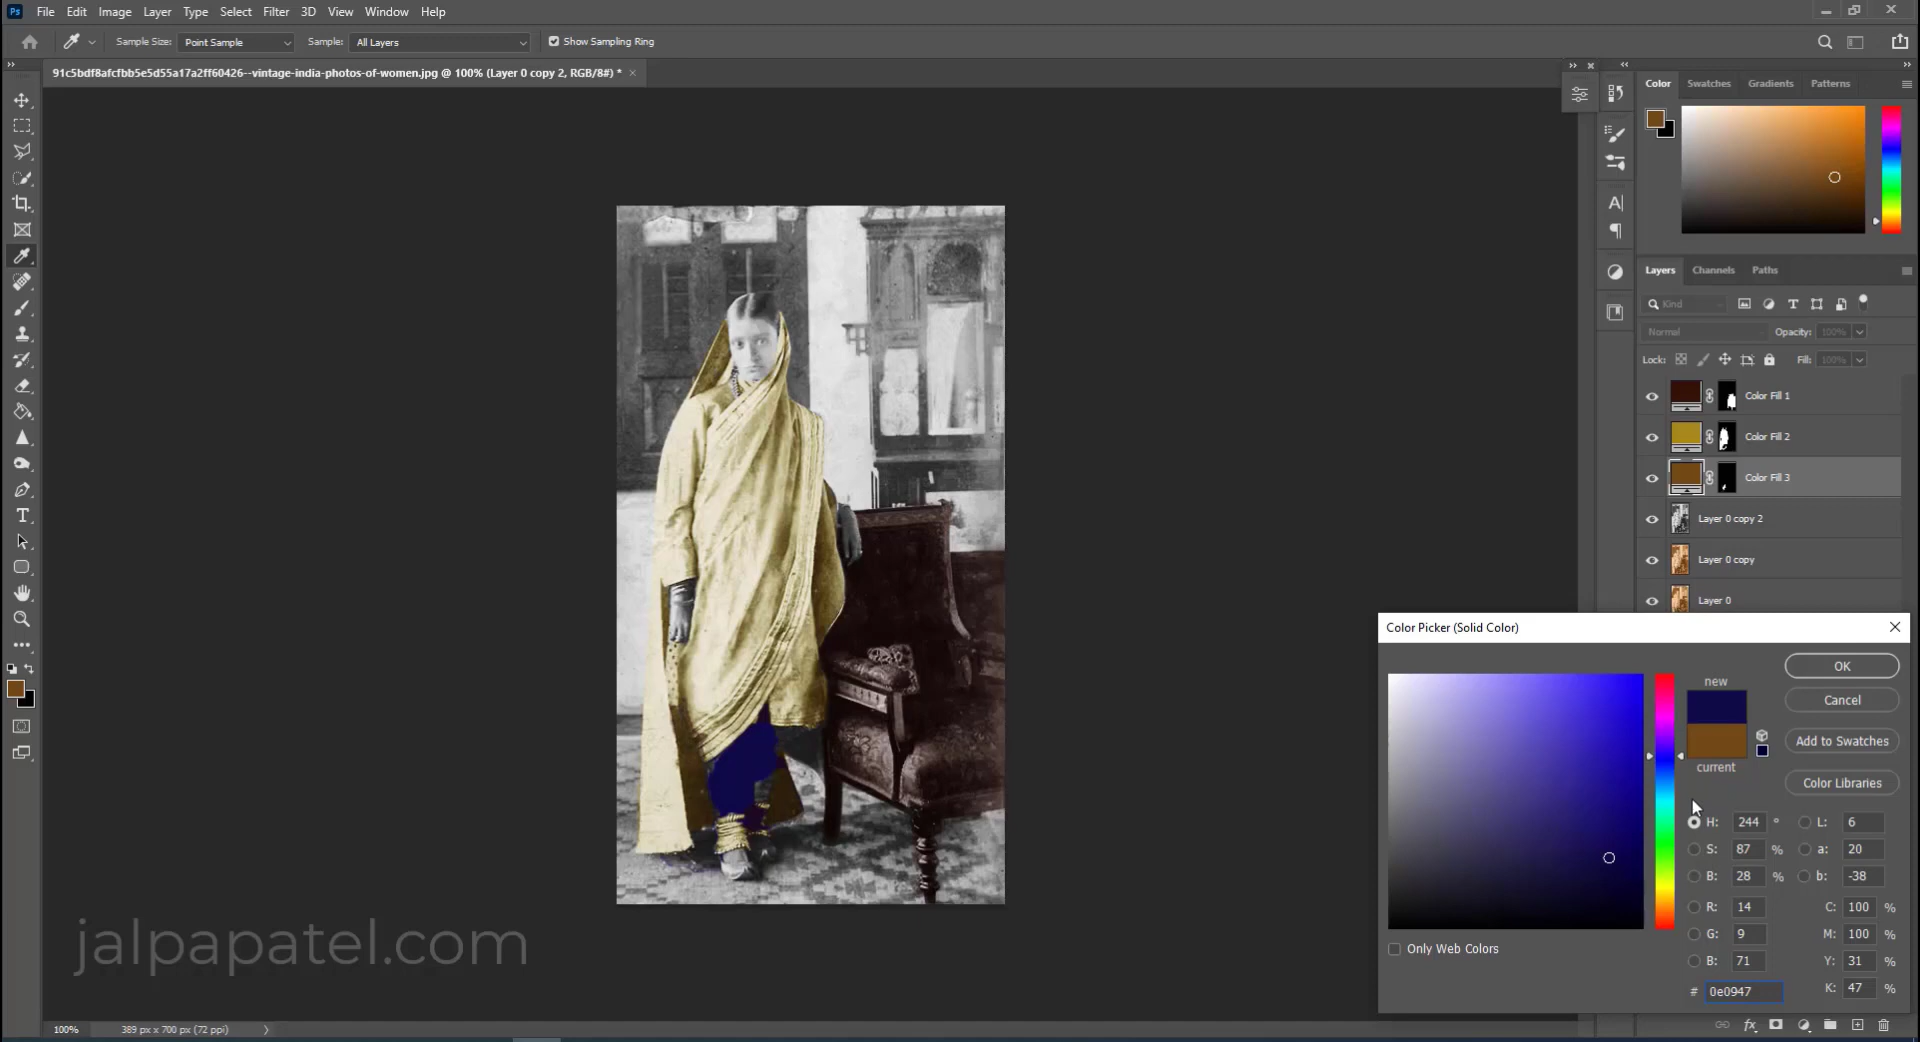 Ps File Edit Image Layer Type Select Filter 3D View Window Help
Sample Size: Point Sample Sample: All Layers Show Sampling Ring
91c5bdf8afcfbb5e5d55a17a2ff60426--vintage-india-photos-of-women.jpg @ 100% (Layer 0 copy 2, RGB/8#) *
Color Swatches Gradients Patterns
Layers Channels Paths
Kind
Normal Opacity: 100%
Lock: Fill: 100%
Color Fill 1
Color Fill 2
Color Fill 3
Layer 0 copy 2
Layer 0 copy
Layer 0
Color Picker (Solid Color)
OK
new
Cancel
Add to Swatches
current
Color Libraries
H: 244 ° L: 6
S: 87 % a: 20
B: 28 % b: -38
R: 14 C: 100 %
G: 9 M: 100 %
Only Web Colors
B: 71 Y: 31 %
# 0e0947 K: 47 %
jalpapatel.com
100% 389 px x 700 px (72 ppi)